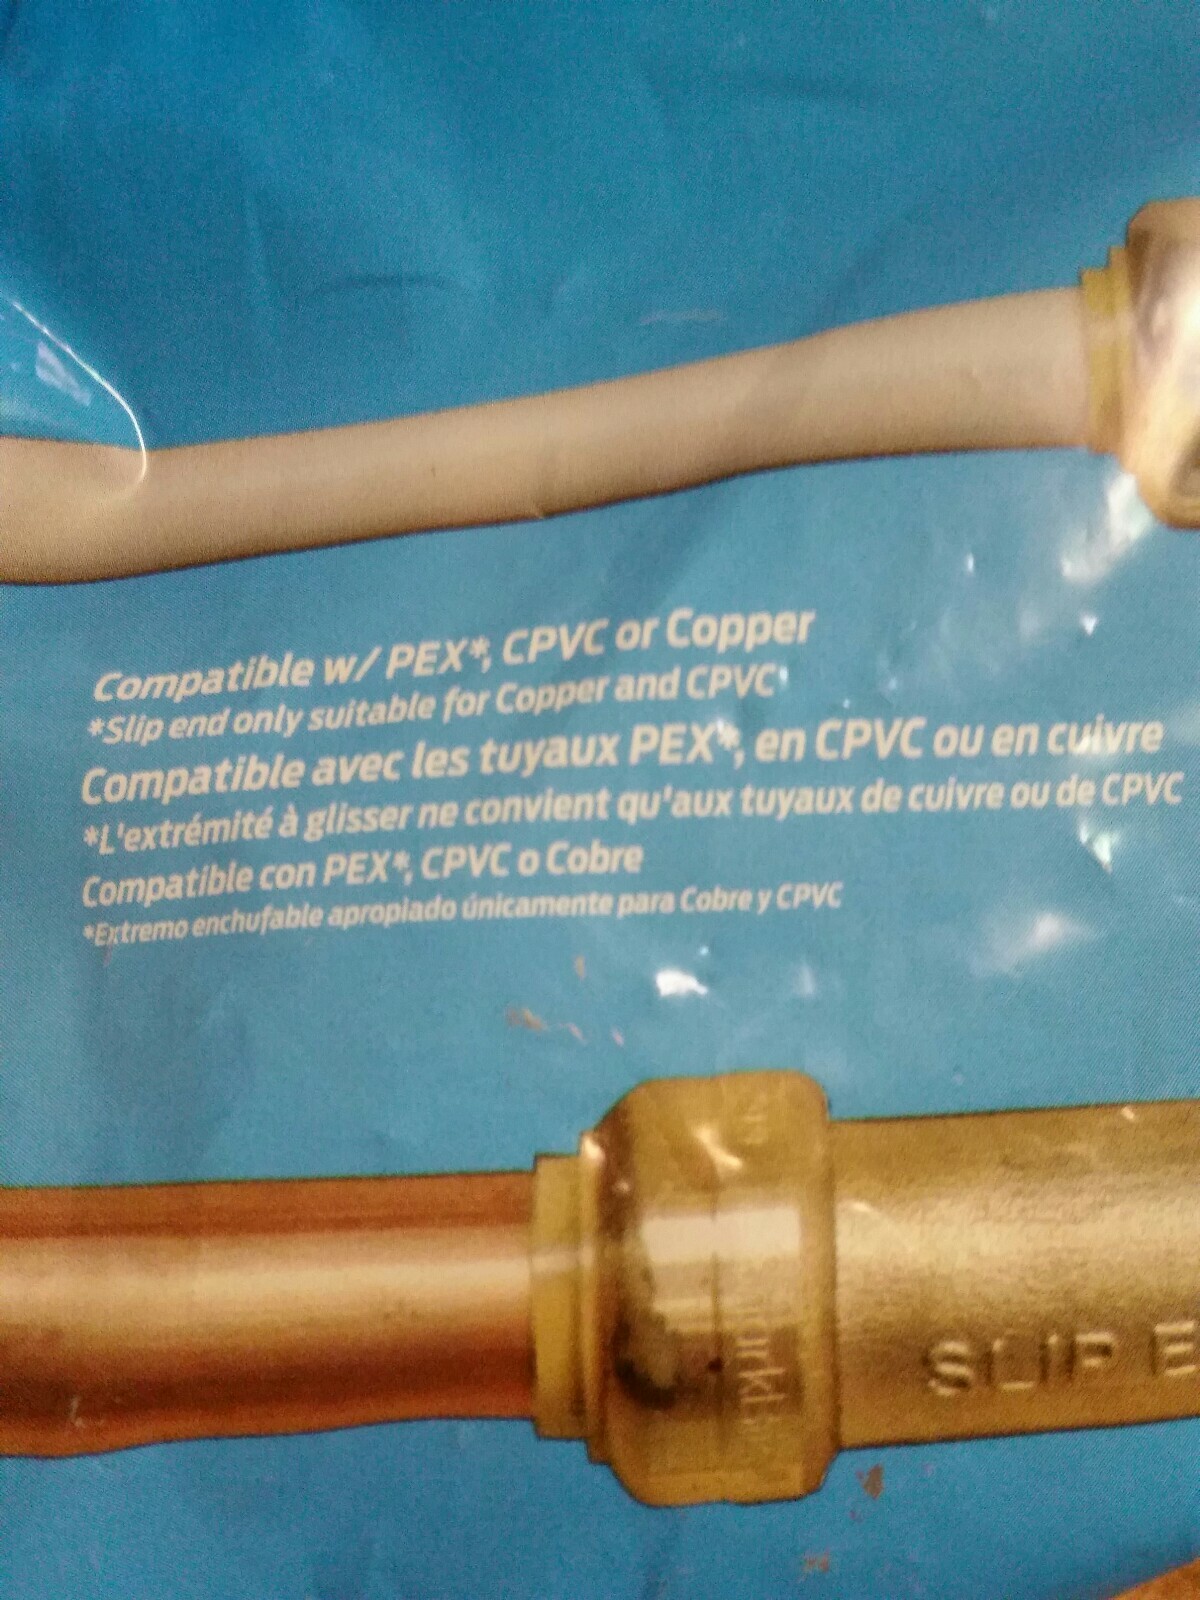 Compatible w/ PEX*, CPVC or Copper
*Slip end only suitable for Copper and CPVC
Compatible avec les tuyaux PEX*, en CPVC ou en cuivre
*L'extrémité à glisser ne convient qu'aux tuyaux de cuivre ou de CPVC
Compatible con PEX*, CPVC o Cobre
*Extremo enchufable apropiado únicamente para Cobre y CPVC
SLIP E